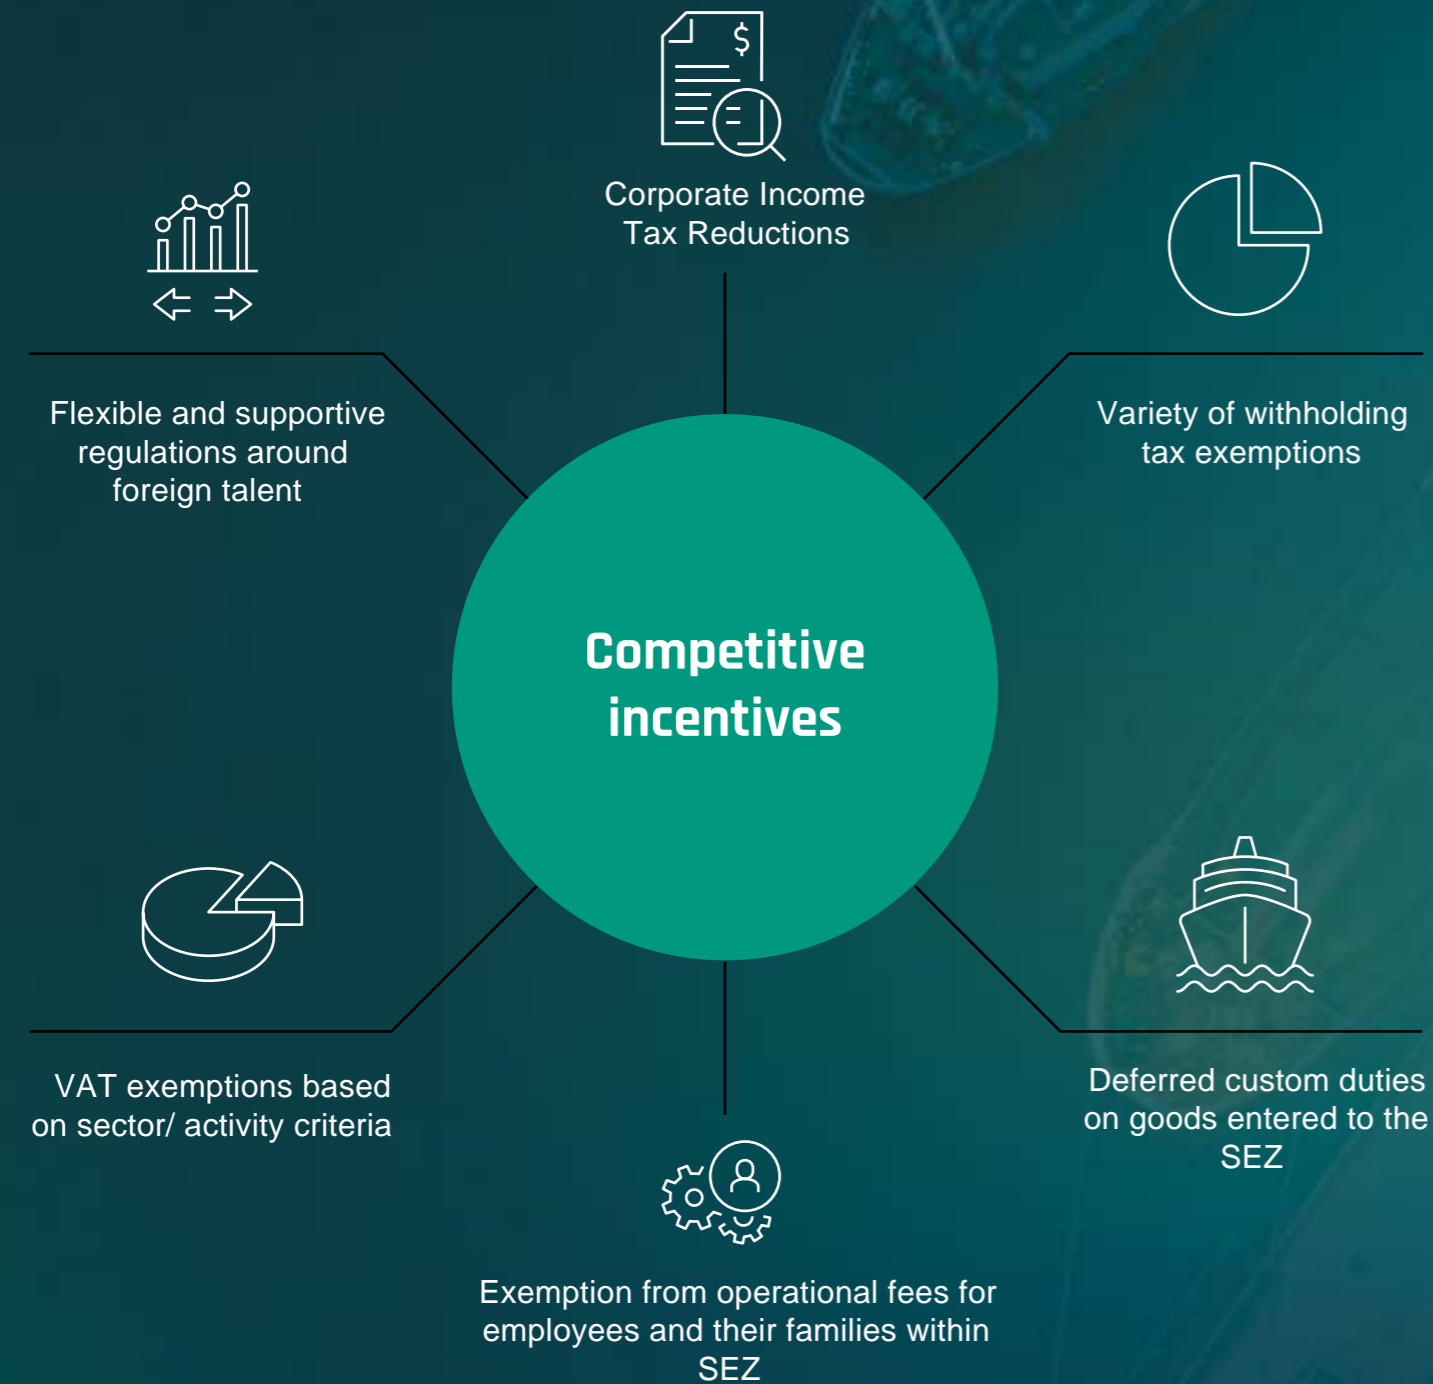 $
Corporate Income
Tax Reductions
Flexible and supportive
regulations around
foreign talent
Variety of withholding
tax exemptions
Competitive
incentives
VAT exemptions based
on sector/ activity criteria
Deferred custom duties
on goods entered to the
SEZ
Exemption from operational fees for
employees and their families within
SEZ